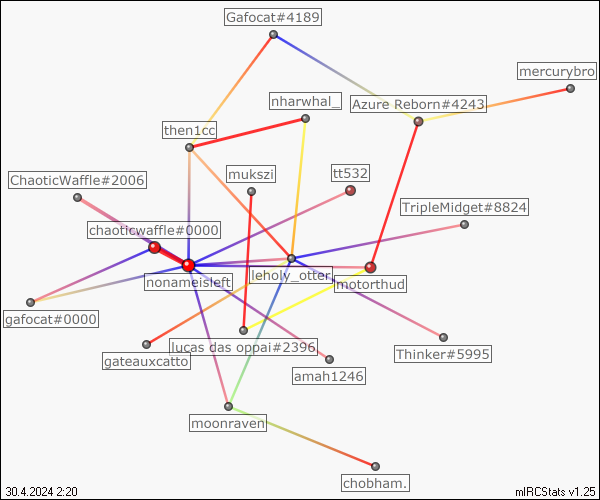 Gafocat#4189
mercurybro
nharwhal_
Azure Reborn#4243
then1cc
mukszi
tt532
ChaoticWaffle#2006
TripleMidget#8824
chaoticwaffle#0000
leholy_otter
nonameisleft
motorthud
gafocat#0000
lucas das oppai#2396
Thinker#5995
gateauxcatto
amah1246
moonraven
chobham.
30.4.2024 2:20
mIRCStats v1.25